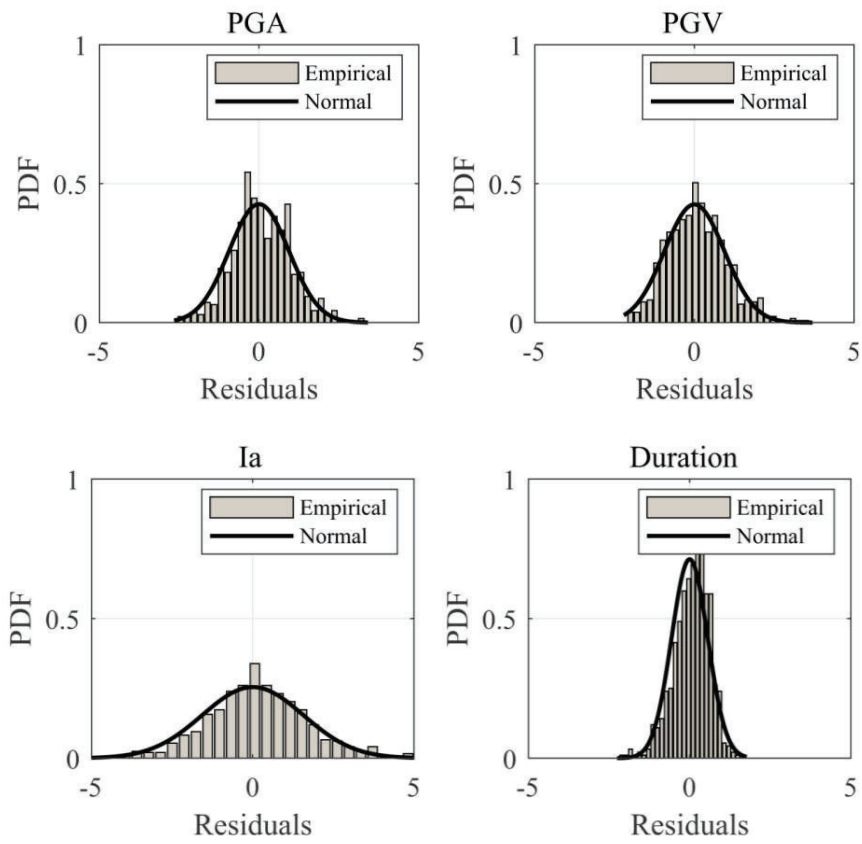 PGA
1
Empirical
Normal
PDF
0.5
0
-5
0
5
Residuals
PGV
1
Empirical
Normal
PDF
0.5
0
-5
0
5
Residuals
Ia
1
Empirical
Normal
PDF
0.5
0
-5
0
5
Residuals
Duration
1
Empirical
Normal
PDF
0.5
0
-5
0
5
Residuals